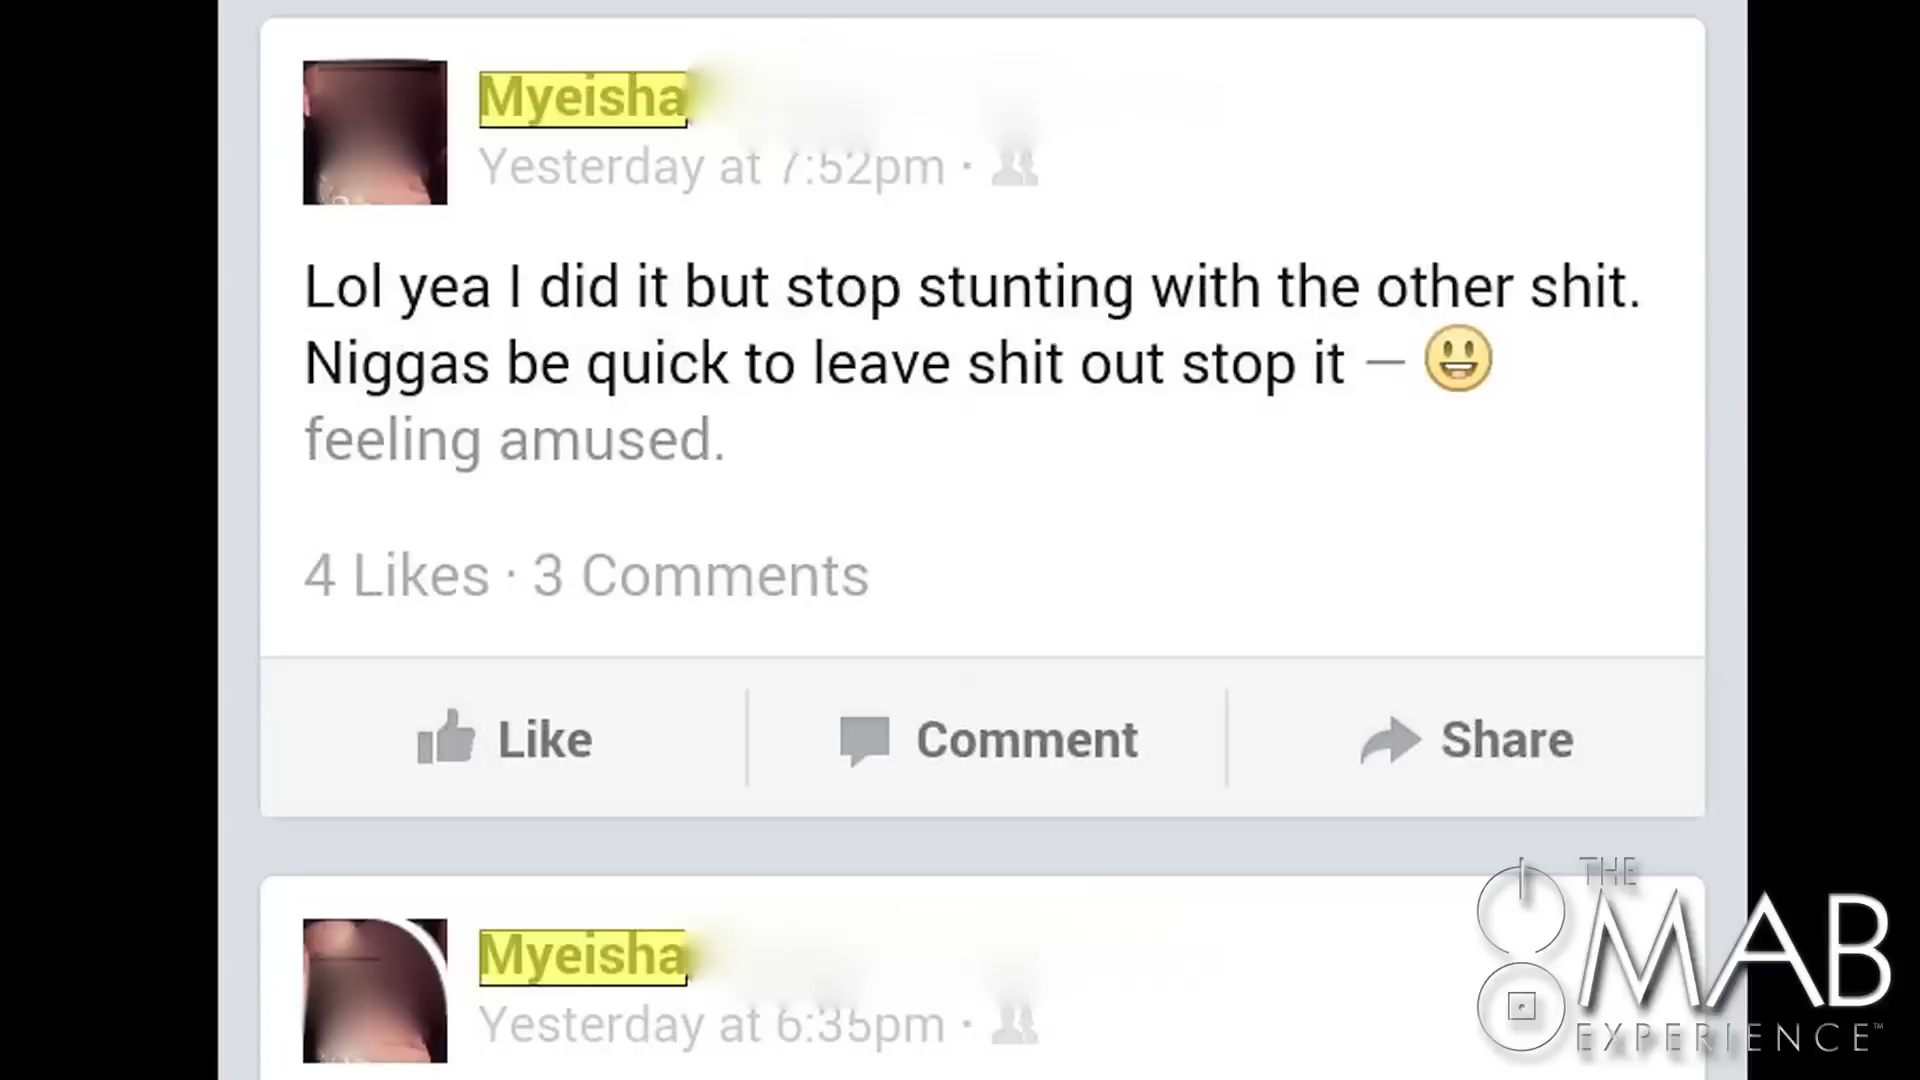 Myeisha
Yesterday at 7:52pm ·
Lol yea I did it but stop stunting with the other shit.
Niggas be quick to leave shit out stop it — 😃
feeling amused.
4 Likes · 3 Comments
Like
Comment
Share
Myeisha
Yesterday at 6:35pm ·
THE
MAB
EXPERIENCE™